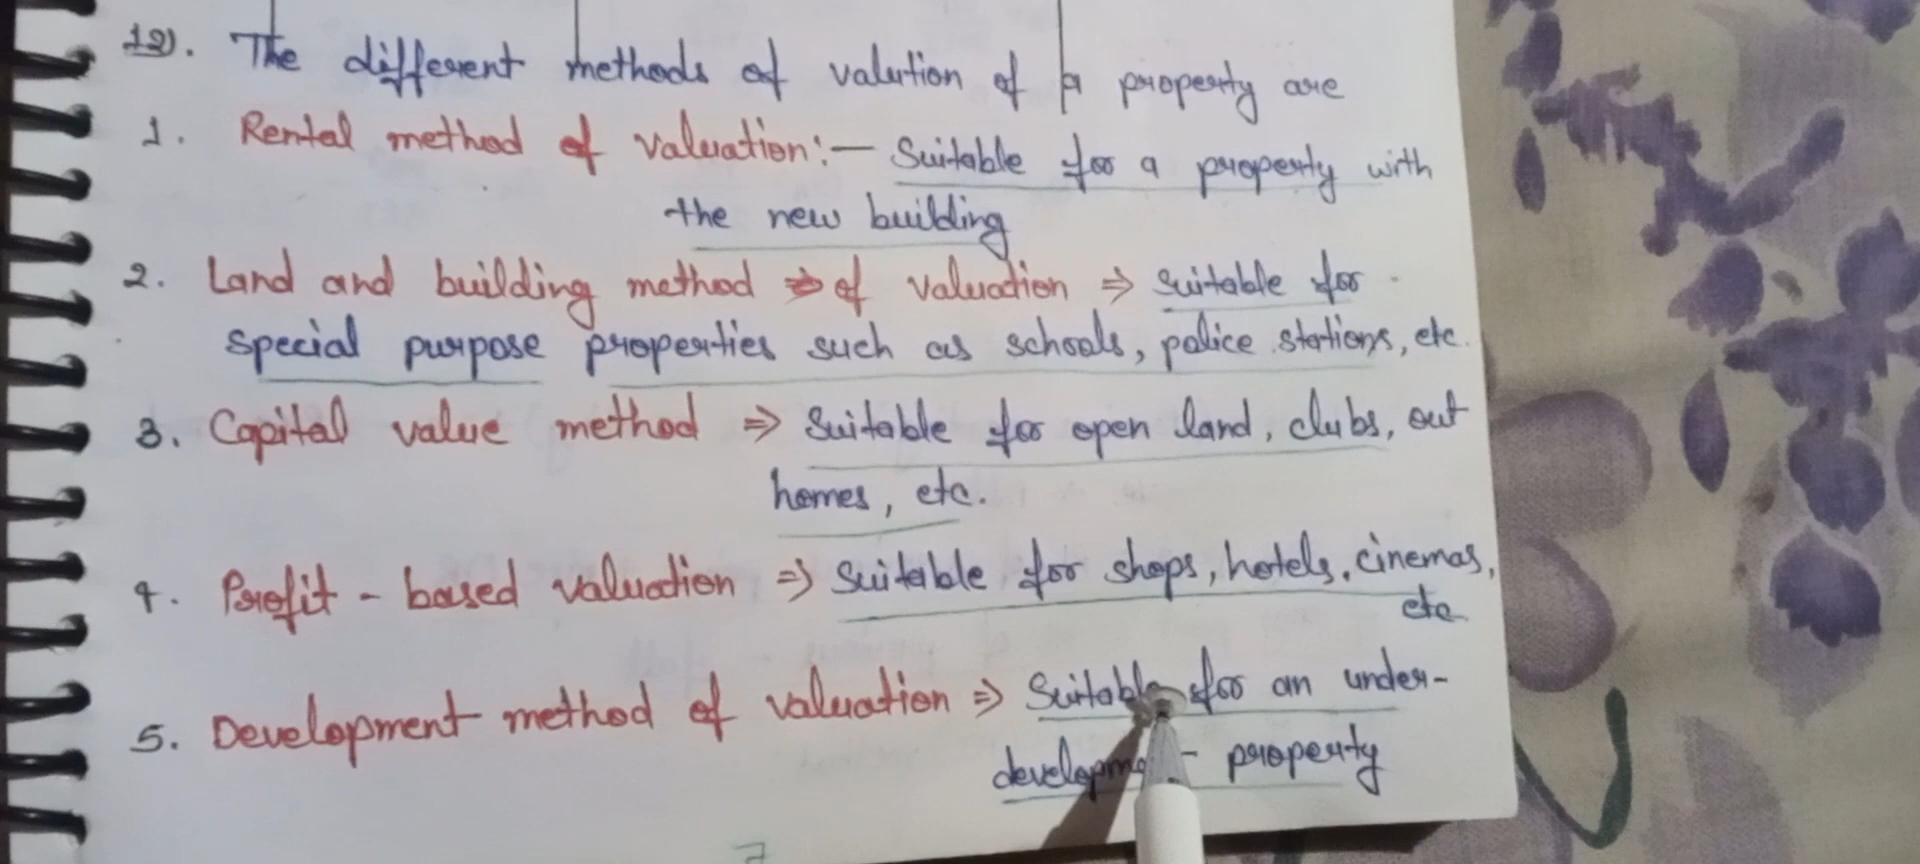 12). The different methods of valution of a property are
1. Rental method of valuation:- Suitable for a property with
the new building
2. Land and building method of valuation ⇒ suitable for
special purpose properties such as schools, police stations, etc.
3. Capital value method ⇒ Suitable for open land, clubs, out
homes, etc.
4. Profit-based valuation ⇒ Suitable for shops, hotels, cinemas,
etc
5. Development method of valuation ⇒ Suitable for an under-
property